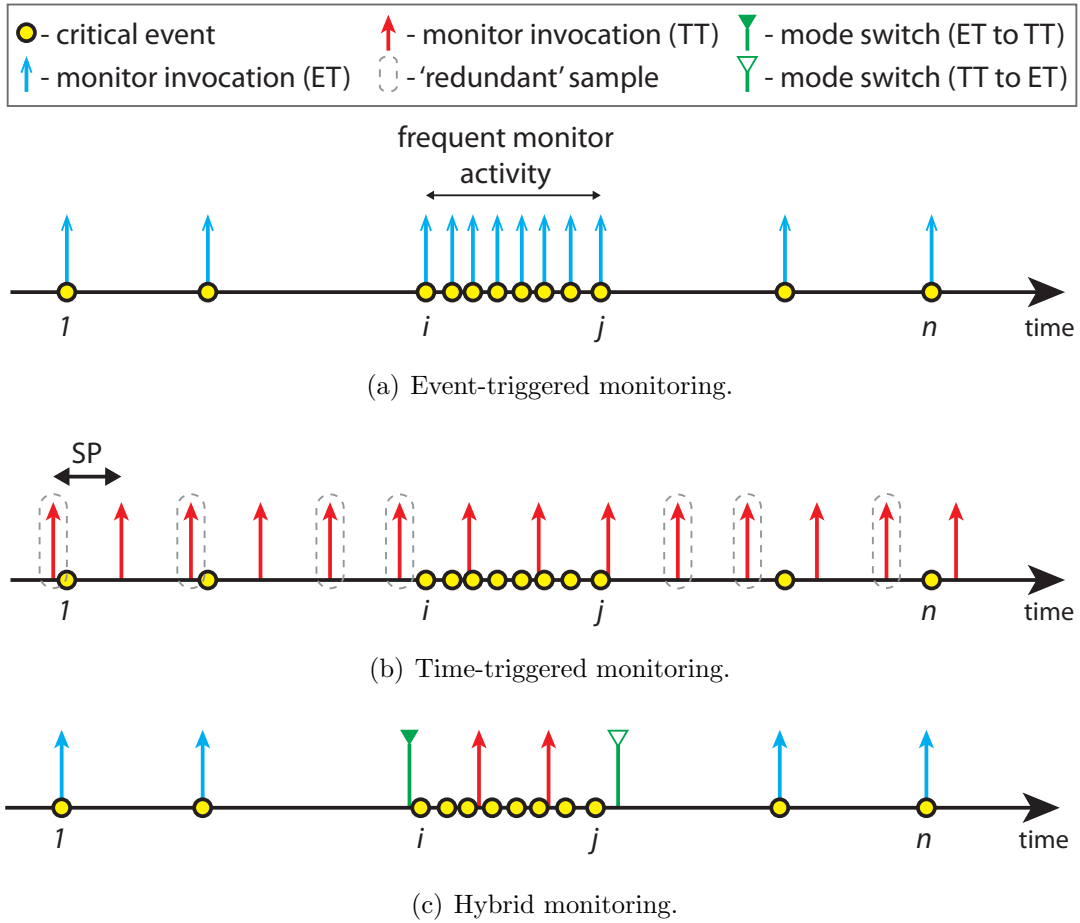 - critical event
- monitor invocation (TT)
- mode switch (ET to TT)
- monitor invocation (ET)
- ‘redundant’ sample
- mode switch (TT to ET)
frequent monitor
activity
1
i
j
n
time
(a) Event-triggered monitoring.
SP
1
i
j
n
time
(b) Time-triggered monitoring.
1
i
j
n
time
(c) Hybrid monitoring.